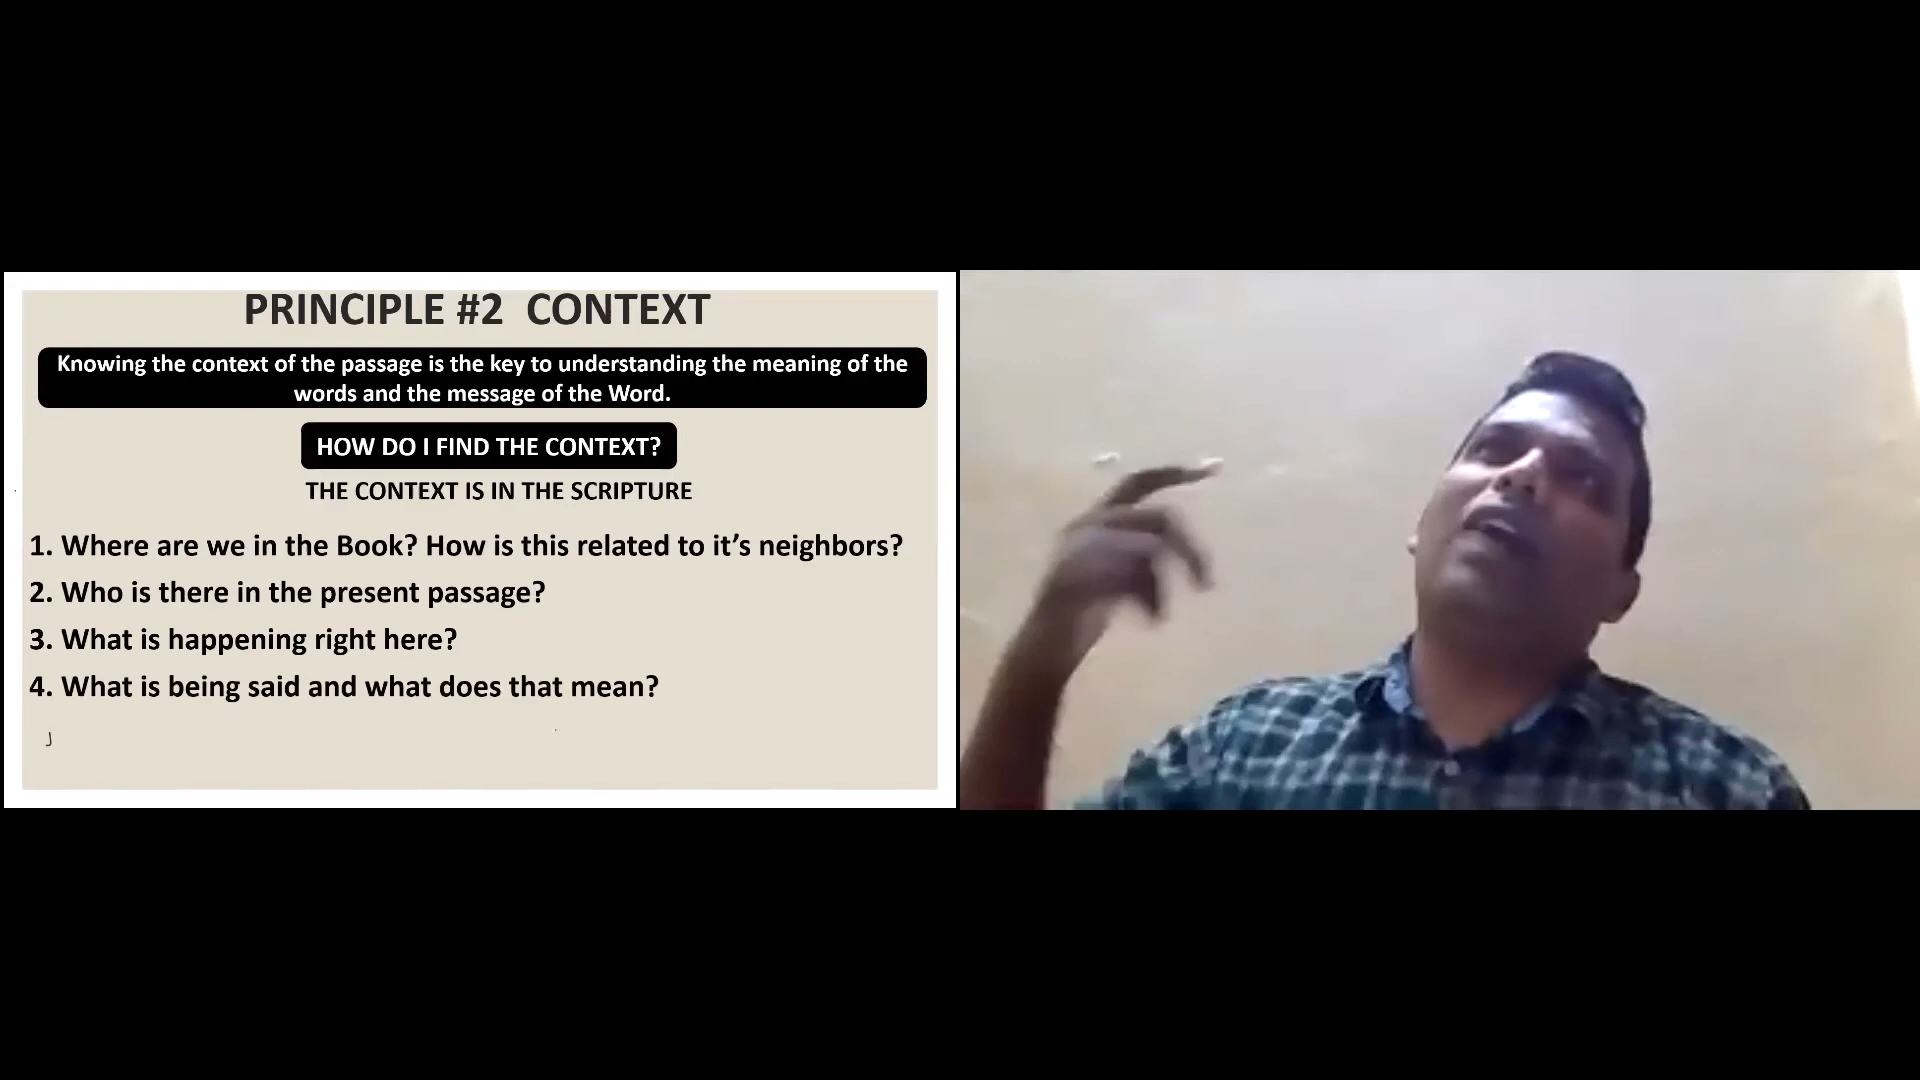 PRINCIPLE #2 CONTEXT
Knowing the context of the passage is the key to understanding the meaning of the
words and the message of the Word.
HOW DO I FIND THE CONTEXT?
THE CONTEXT IS IN THE SCRIPTURE
1. Where are we in the Book? How is this related to it’s neighbors?
2. Who is there in the present passage?
3. What is happening right here?
4. What is being said and what does that mean?